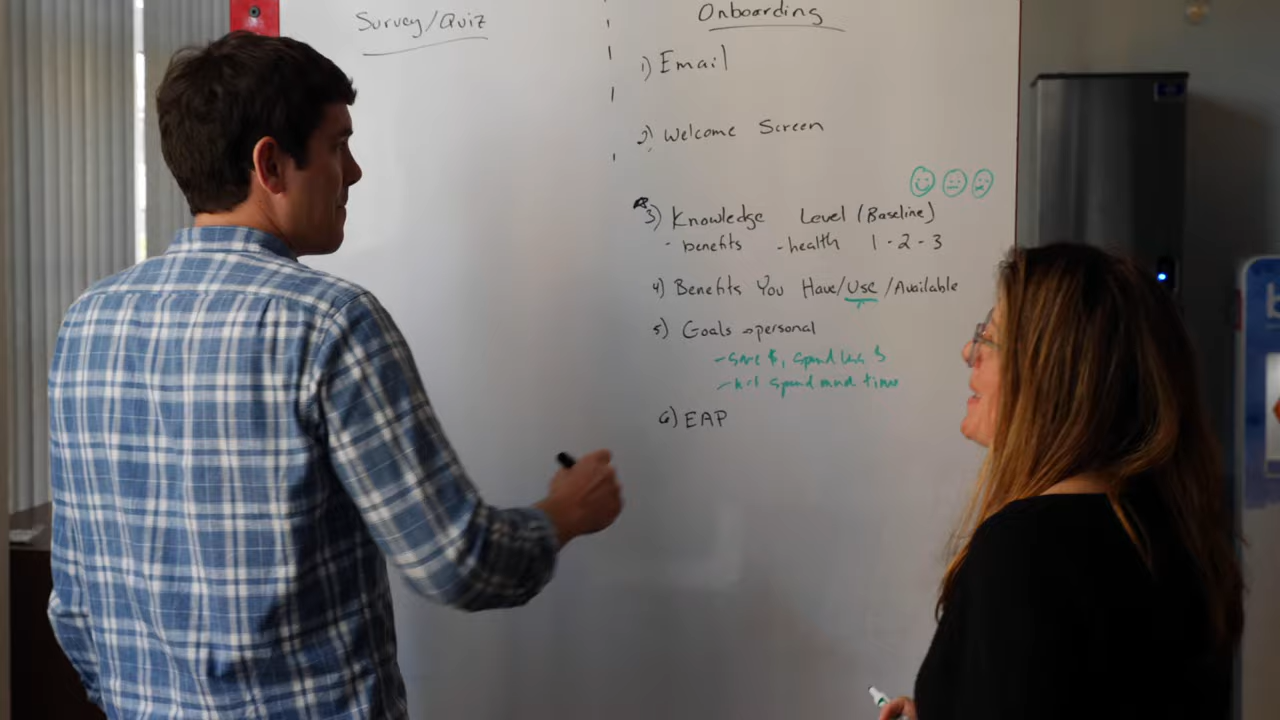 Survey/Quiz
Onboarding
1) Email
2) Welcome Screen
3) Knowledge Level (Baseline)
- benefits - health 1 - 2 - 3
4) Benefits You Have/Use/Available
5) Goals → personal
- save $, spend less $
- spend time
6) EAP